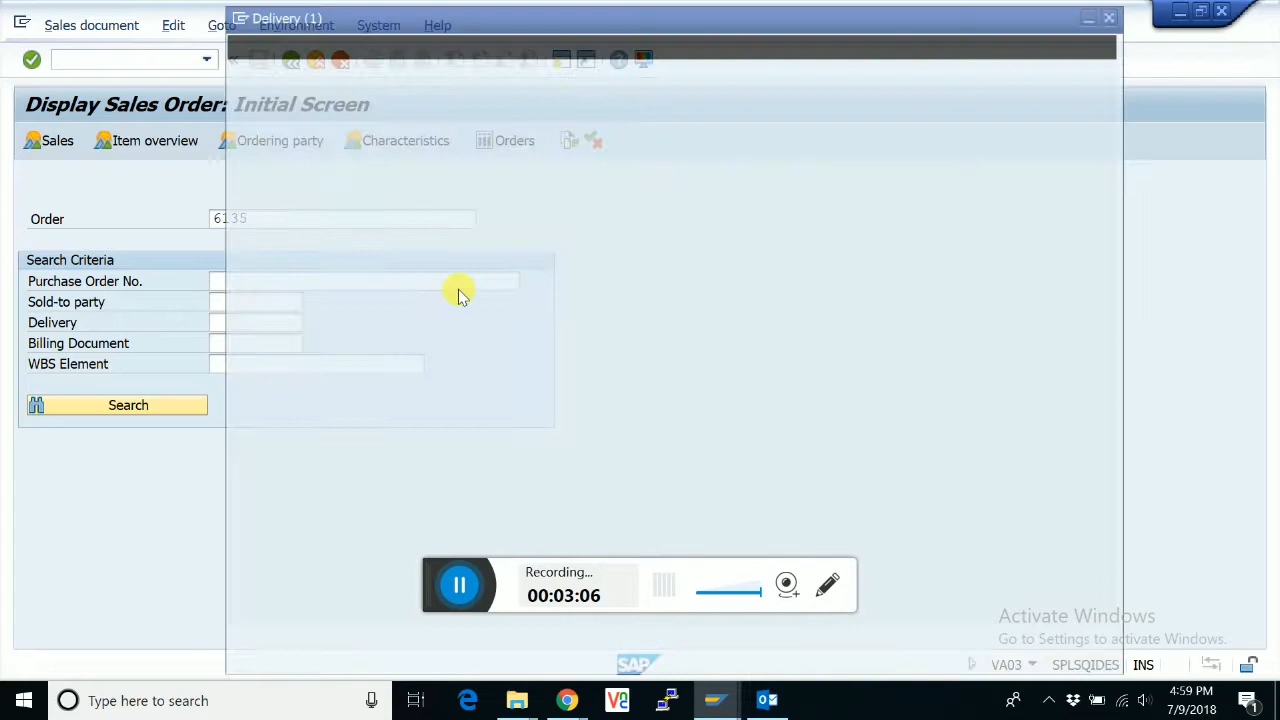 Delivery (1)
Sales document Edit Goto Environment System Help
Display Sales Order: Initial Screen
Sales Item overview Ordering party Characteristics Orders
Order 6135
Search Criteria
Purchase Order No.
Sold-to party
Delivery
Billing Document
WBS Element
Search
Recording...
00:03:06
Activate Windows
Go to Settings to activate Windows.
SAP VA03 SPLSQIDES INS
Type here to search
4:59 PM
7/9/2018
1